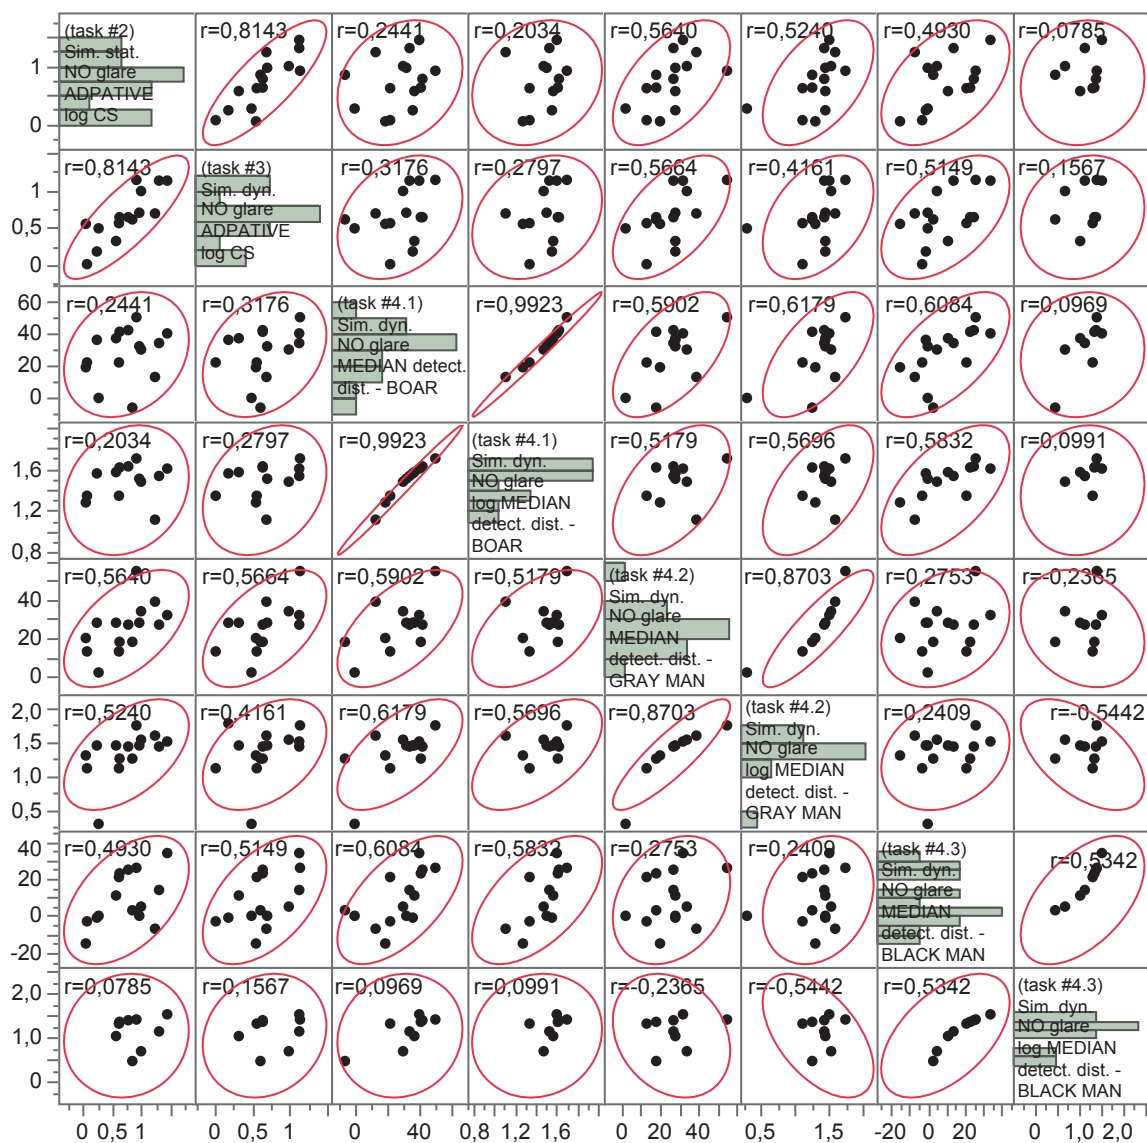 (task #2) r=0,8143 r=0,2441 r=0,2034 r=0,5640 r=0,5240 r=0,4930 r=0,0785
Sim. stat.
1 NO glare
ADPATIVE
0 log CS
r=0,8143 (task #3) r=0,3176 r=0,2797 r=0,5664 r=0,4161 r=0,5149 r=0,1567
1 Sim. dyn.
0,5 NO glare
ADPATIVE
0 log CS
60 r=0,2441 r=0,3176 (task #4.1) r=0,9923 r=0,5902 r=0,6179 r=0,6084 r=0,0969
Sim. dyn.
40 NO glare
20 MEDIAN detect.
dist. - BOAR
0
r=0,2034 r=0,2797 r=0,9923 (task #4.1) r=0,5179 r=0,5696 r=0,5832 r=0,0991
1,6 Sim. dyn.
NO glare
1,2 log MEDIAN
detect. dist. -
0,8 BOAR
r=0,5640 r=0,5664 r=0,5902 r=0,5179 (task #4.2) r=0,8703 r=0,2753 r=-0,2365
40 Sim. dyn.
NO glare
20 MEDIAN
detect. dist. -
0 GRAY MAN
2,0 r=0,5240 r=0,4161 r=0,6179 r=0,5696 r=0,8703 (task #4.2) r=0,2409 r=-0,5442
Sim. dyn.
1,5 NO glare
1,0 log MEDIAN
detect. dist. -
0,5 GRAY MAN
40 r=0,4930 r=0,5149 r=0,6084 r=0,5832 r=0,2753 r=0,2409 (task #4.3) r=0,5342
20 Sim. dyn.
NO glare
0 MEDIAN
detect. dist. -
-20 BLACK MAN
2,0 r=0,0785 r=0,1567 r=0,0969 r=0,0991 r=-0,2365 r=-0,5442 r=0,5342 (task #4.3)
Sim. dyn.
NO glare
1,0 log MEDIAN
detect. dist. -
0 BLACK MAN
0 0,5 1 0 0,5 1 0 20 40 0,8 1,2 1,6 0 20 40 0,5 1,5 -20 0 20 0 1,0 2,0